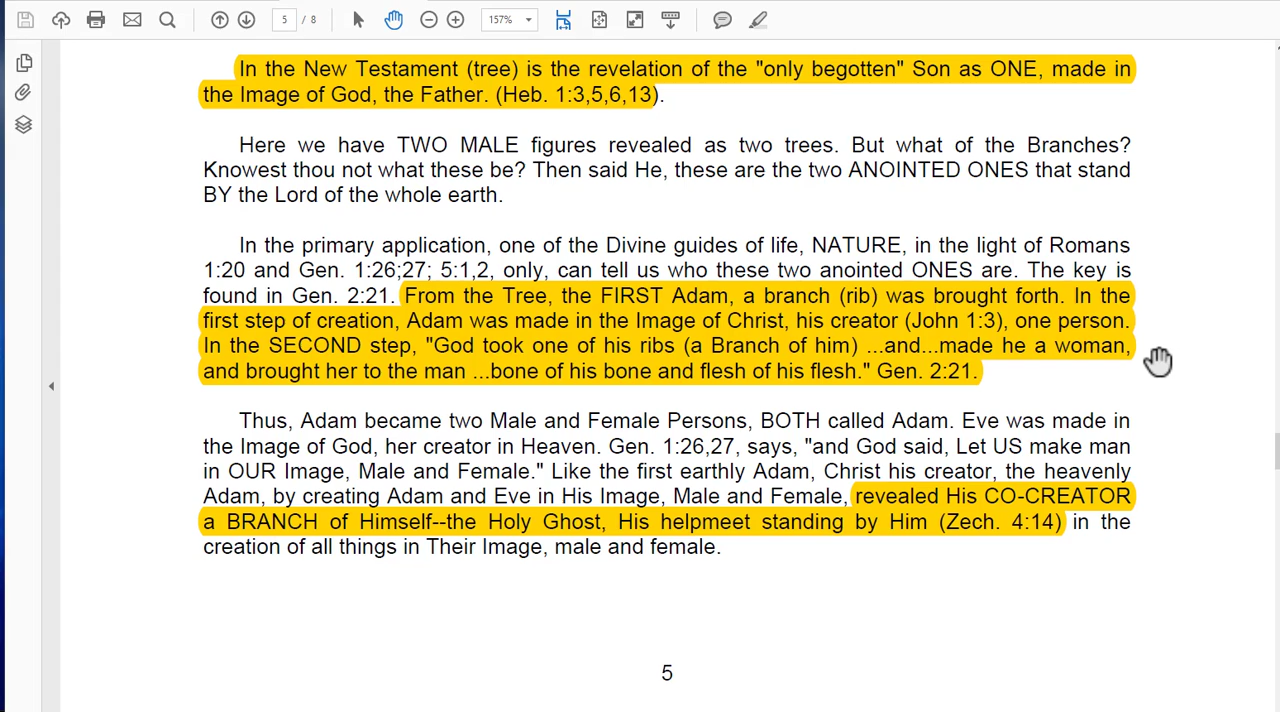 5 / 8
157%
In the New Testament (tree) is the revelation of the "only begotten" Son as ONE, made in
the Image of God, the Father. (Heb. 1:3,5,6,13).
Here we have TWO MALE figures revealed as two trees. But what of the Branches?
Knowest thou not what these be? Then said He, these are the two ANOINTED ONES that stand
BY the Lord of the whole earth.
In the primary application, one of the Divine guides of life, NATURE, in the light of Romans
1:20 and Gen. 1:26;27; 5:1,2, only, can tell us who these two anointed ONES are. The key is
found in Gen. 2:21. From the Tree, the FIRST Adam, a branch (rib) was brought forth. In the
first step of creation, Adam was made in the Image of Christ, his creator (John 1:3), one person.
In the SECOND step, "God took one of his ribs (a Branch of him) ...and...made he a woman,
and brought her to the man ...bone of his bone and flesh of his flesh." Gen. 2:21.
Thus, Adam became two Male and Female Persons, BOTH called Adam. Eve was made in
the Image of God, her creator in Heaven. Gen. 1:26,27, says, "and God said, Let US make man
in OUR Image, Male and Female." Like the first earthly Adam, Christ his creator, the heavenly
Adam, by creating Adam and Eve in His Image, Male and Female, revealed His CO-CREATOR
a BRANCH of Himself--the Holy Ghost, His helpmeet standing by Him (Zech. 4:14) in the
creation of all things in Their Image, male and female.
5